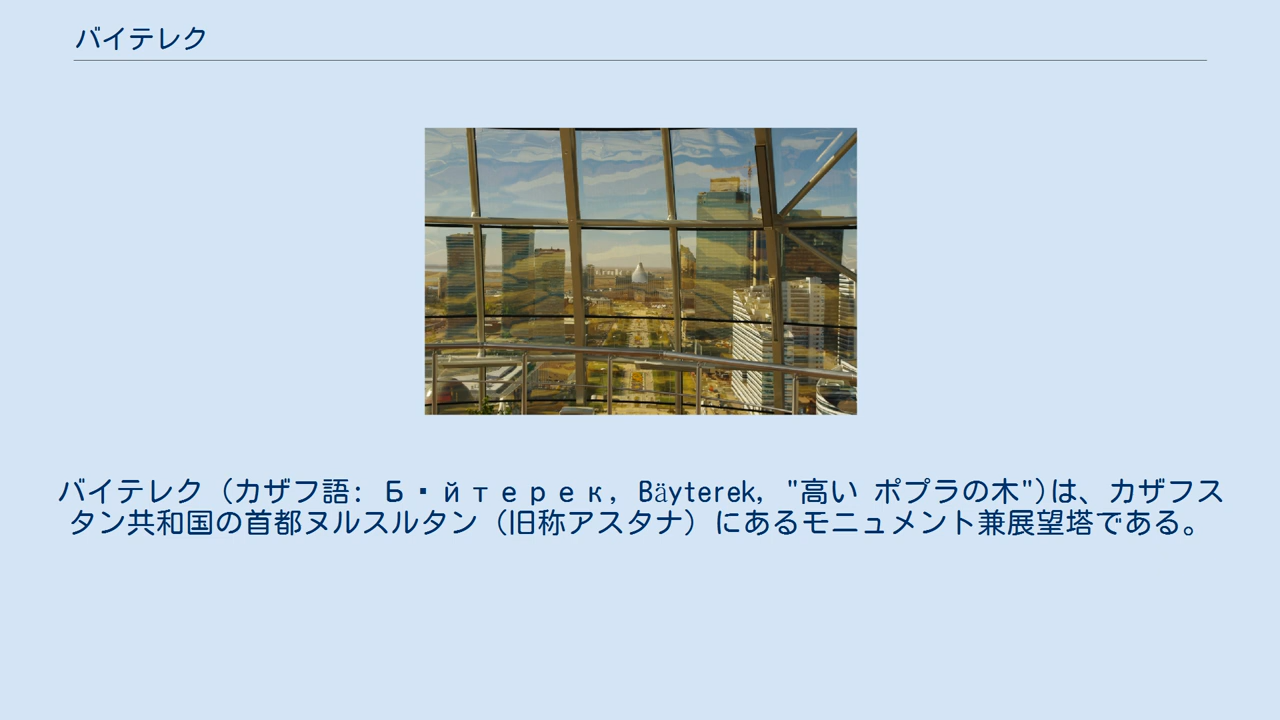 バイテレク
バイテレク（カザフ語: Б▪йтерек, Bäyterek, "高い ポプラの木")は、カザフス
タン共和国の首都ヌルスルタン（旧称アスタナ）にあるモニュメント兼展望塔である。